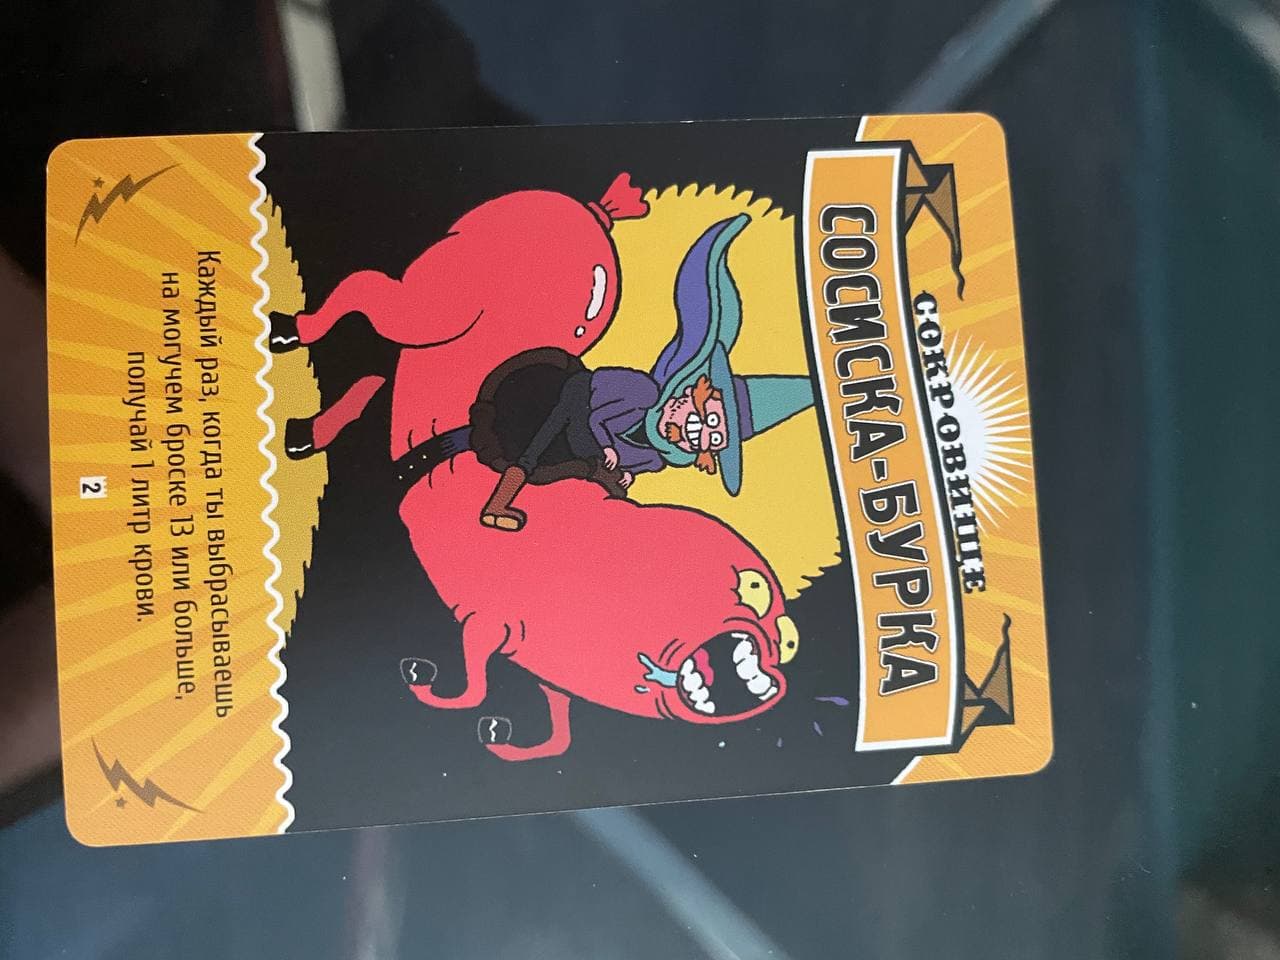 СОКРОВИЩЕ
СОСИСКА-БУРКА
Каждый раз, когда ты выбрасываешь
на могучем броске 13 или больше,
получай 1 литр крови.
2